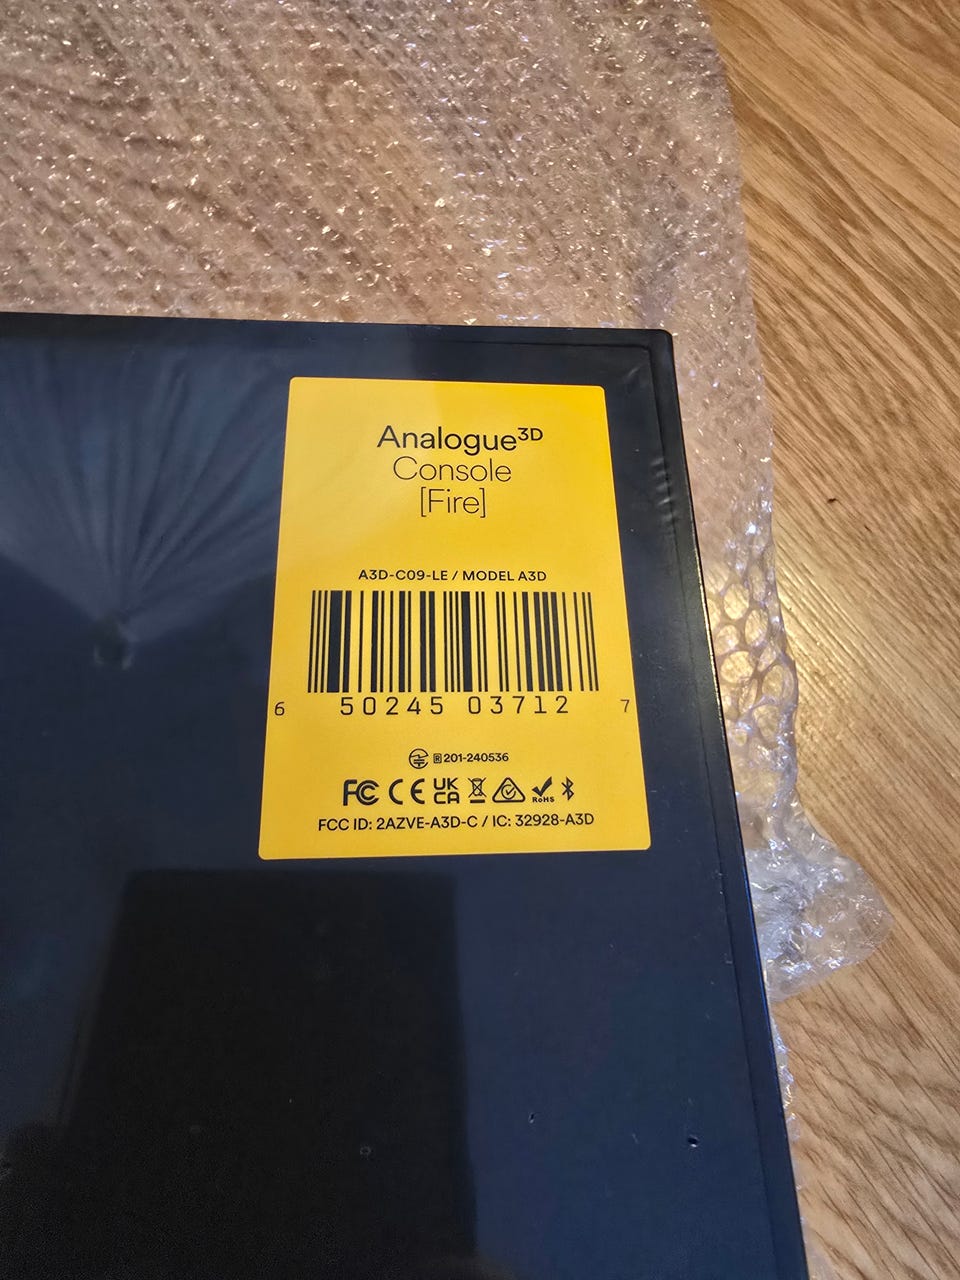 Analogue3D
Console
[Fire]
A3D-C09-LE / MODEL A3D
6 50245 03712 7
R 201-240536
FC CE UK CA RoHS
FCC ID: 2AZVE-A3D-C / IC: 32928-A3D